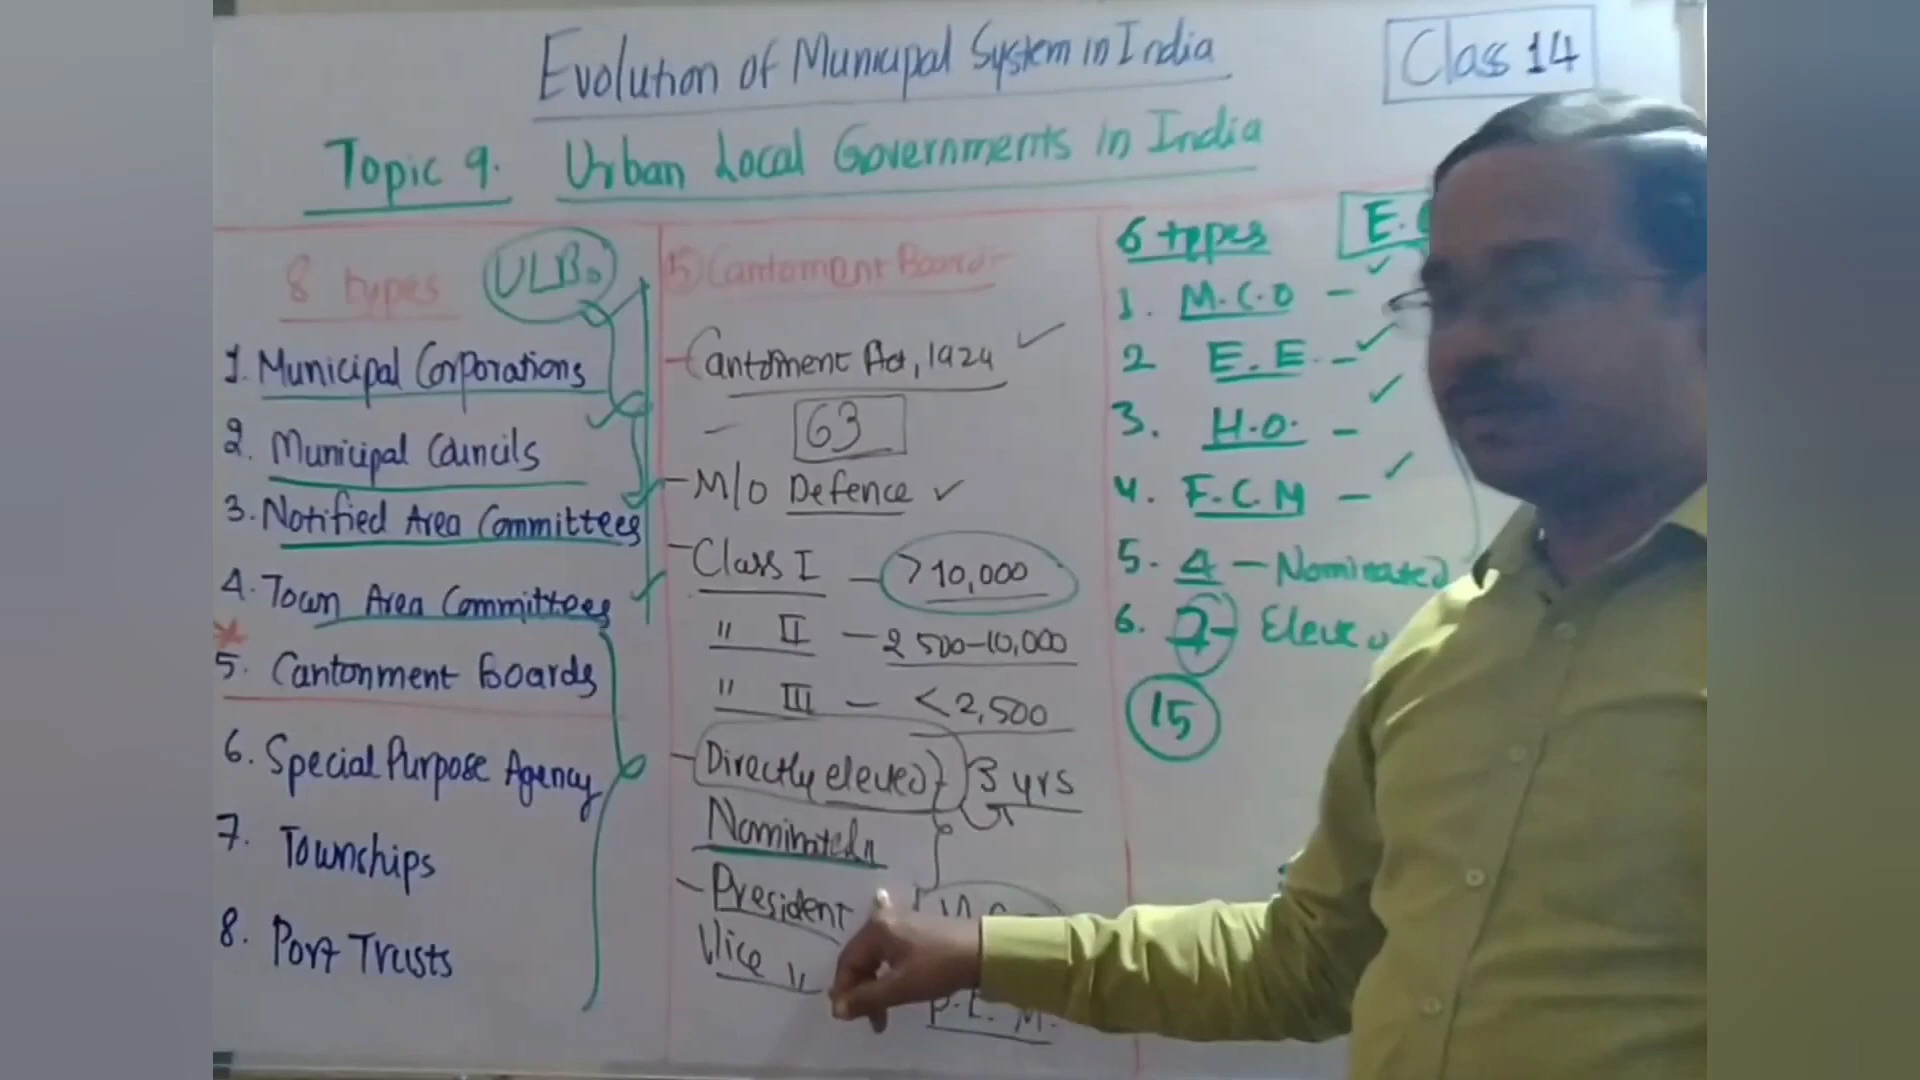 Evolution of Municipal System in India
Class 14
Topic 9. Urban Local Governments in India
8 types
ULBs
1. Municipal Corporations
2. Municipal Councils
3. Notified Area Committees
4. Town Area Committees
5. Cantonment Boards
6. Special Purpose Agency
7. Townships
8. Port Trusts
5) Cantoment Board
- Cantoment Act, 1924
- 63
- M/O Defence
- Class I - >10,000
" II - 2500-10,000
" III - <2,500
- Directly elected } 3 yrs
Nominated "
- President
Vice "
P.E.M.
6 types
E.
1. M.C.O -
2 E.E. -
3. H.O. -
4. F.C.M -
5. 4 - Nominated
6. 7 - Elected
15